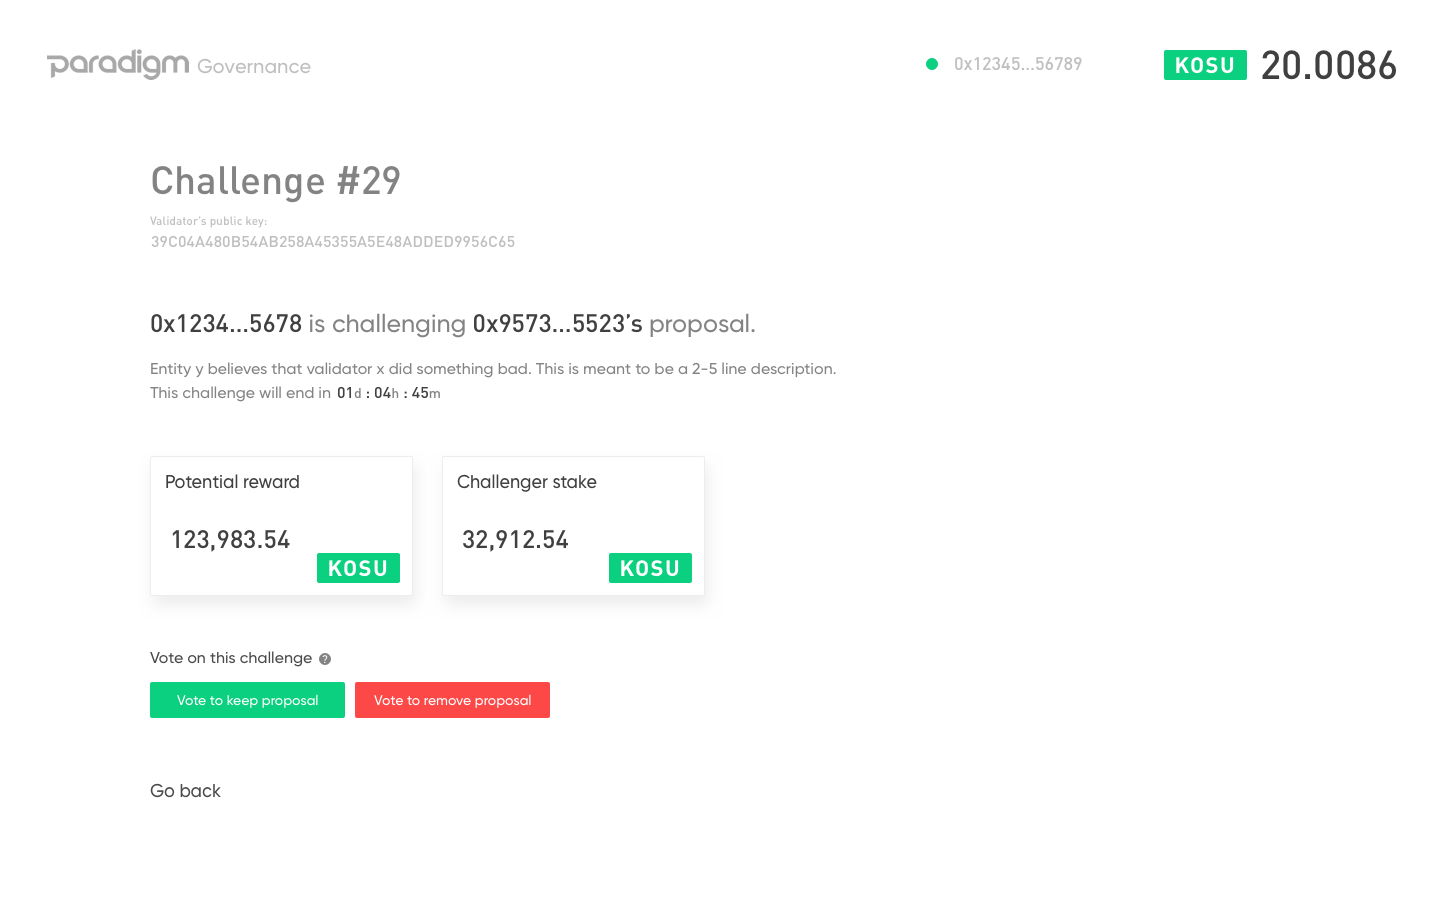 paradigm Governance
0x12345...56789
KOSU 20.0086
Challenge #29
Validator's public key:
39C04A480B54AB258A45355A5E48ADDED9956C65
0x1234...5678 is challenging 0x9573...5523’s proposal.
Entity y believes that validator x did something bad. This is meant to be a 2-5 line description.
This challenge will end in 01d : 04h : 45m
Potential reward
123,983.54
KOSU
Challenger stake
32,912.54
KOSU
Vote on this challenge ?
Vote to keep proposal
Vote to remove proposal
Go back